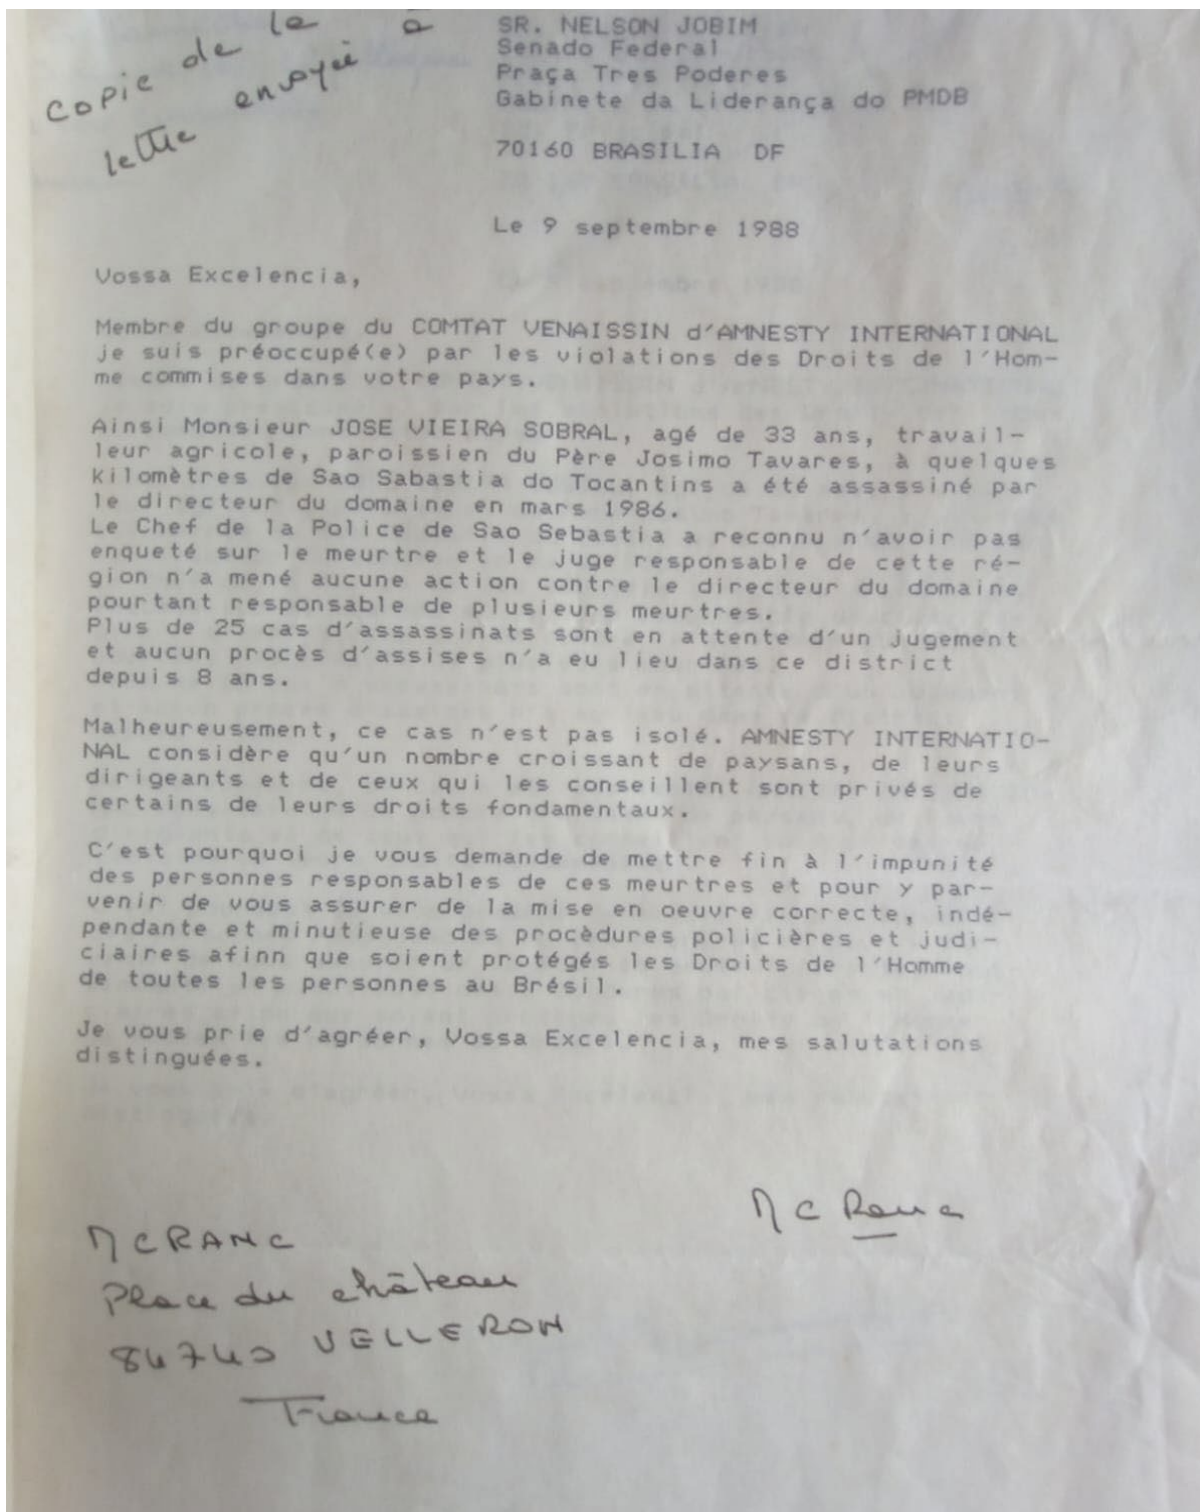 Copie de la
lettre envoyée à
SR. NELSON JOBIM
Senado Federal
Praça Tres Poderes
Gabinete da Liderança do PMDB
70160 BRASILIA DF
Le 9 septembre 1988
Vossa Excelencia,
Membre du groupe du COMTAT VENAISSIN d'AMNESTY INTERNATIONAL
je suis préoccupé(e) par les violations des Droits de l'Hom-
me commises dans votre pays.
Ainsi Monsieur JOSE VIEIRA SOBRAL, agé de 33 ans, travail-
leur agricole, paroissien du Père Josimo Tavares, à quelques
Kilomètres de Sao Sabastia do Tocantins a été assassiné par
le directeur du domaine en mars 1986.
Le Chef de la Police de Sao Sebastia a reconnu n'avoir pas
enqueté sur le meurtre et le juge responsable de cette ré-
gion n'a mené aucune action contre le directeur du domaine
pourtant responsable de plusieurs meurtres.
Plus de 25 cas d'assassinats sont en attente d'un jugement
et aucun procès d'assises n'a eu lieu dans ce district
depuis 8 ans.
Malheureusement, ce cas n'est pas isolé. AMNESTY INTERNATIO-
NAL considère qu'un nombre croissant de paysans, de leurs
dirigeants et de ceux qui les conseillent sont privés de
certains de leurs droits fondamentaux.
C'est pourquoi je vous demande de mettre fin à l'impunité
des personnes responsables de ces meurtres et pour y par-
venir de vous assurer de la mise en oeuvre correcte, indé-
pendante et minutieuse des procèdures policières et judi-
ciaires afinn que soient protégés les Droits de l'Homme
de toutes les personnes au Brésil.
Je vous prie d'agréer, Vossa Excelencia, mes salutations
distinguées.
MC Ranc
MCRANC
Place du château
84740 VELLERON
France